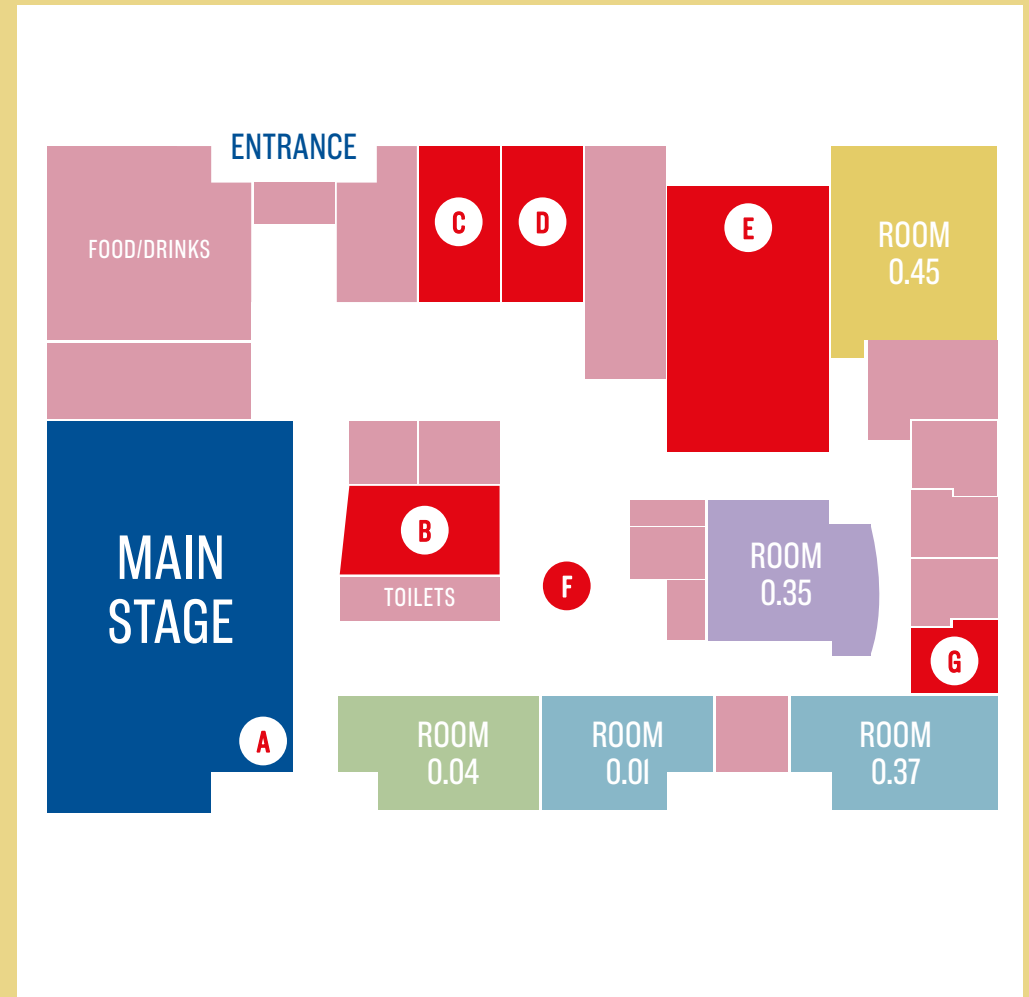 ENTRANCE
C
D
E
ROOM
0.45
FOOD/DRINKS
B
MAIN
STAGE
ROOM
0.35
F
TOILETS
G
A
ROOM
0.04
ROOM
0.01
ROOM
0.37